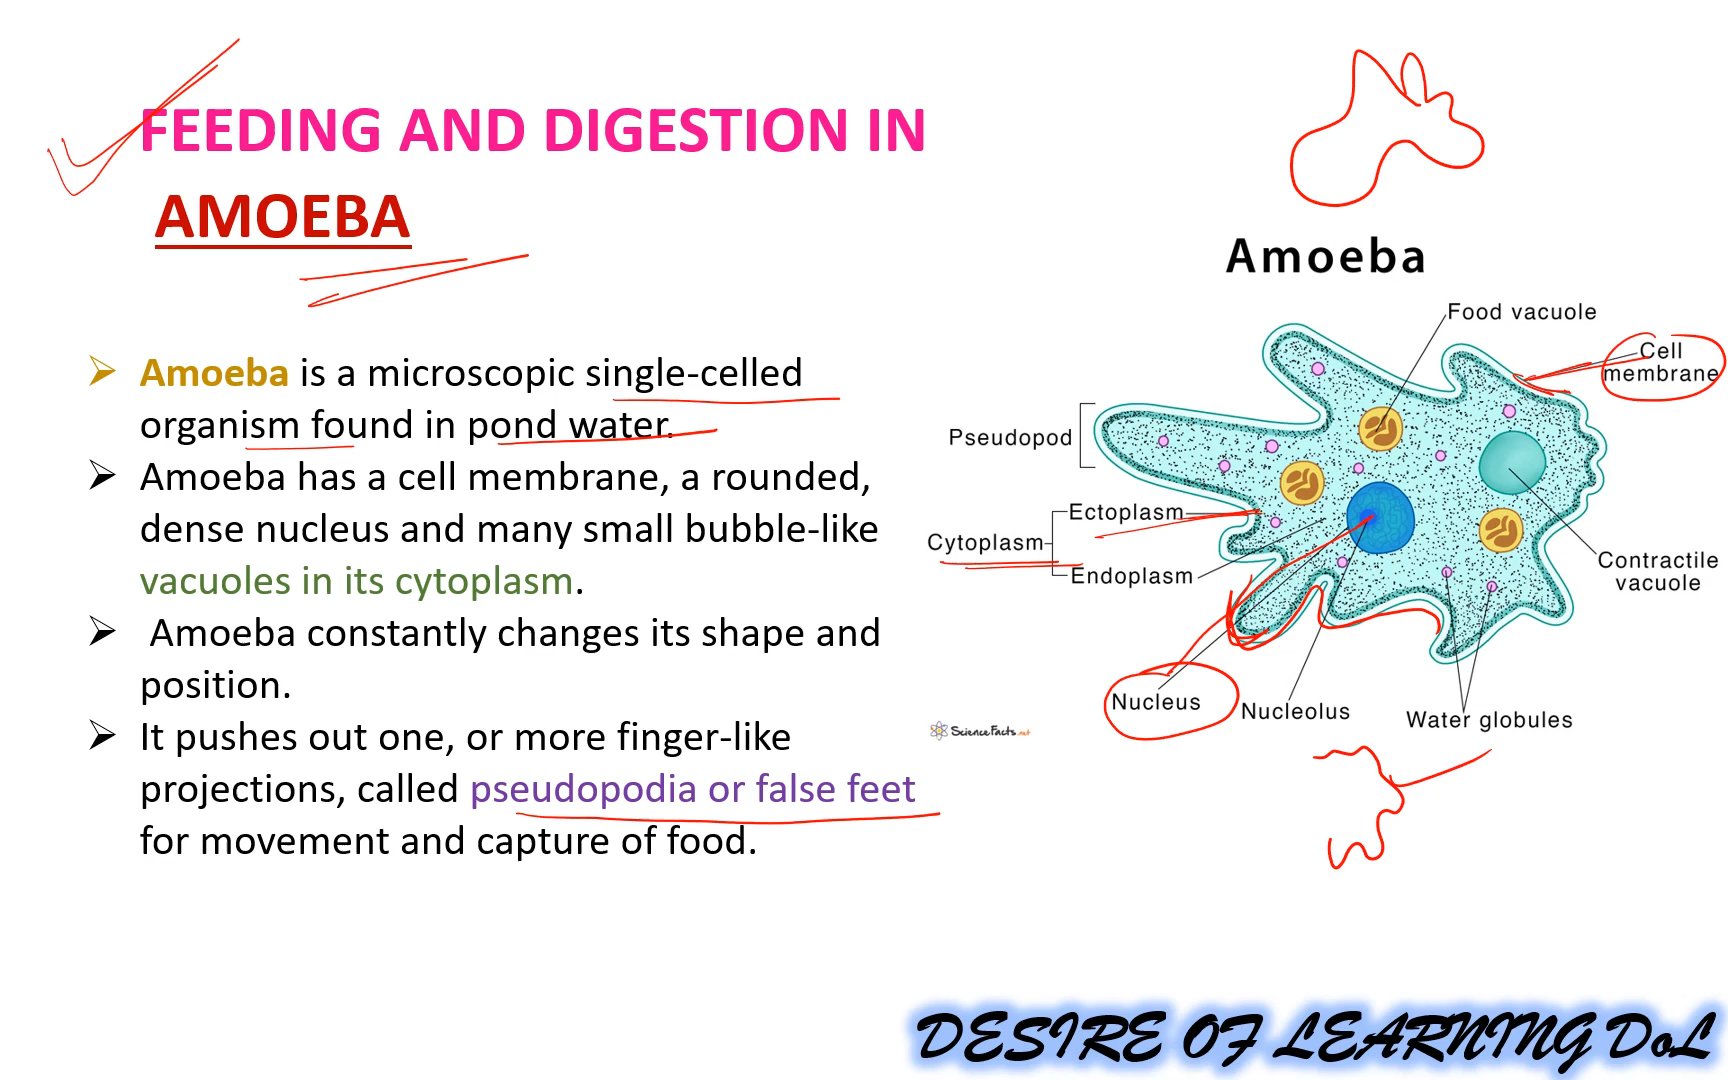 FEEDING AND DIGESTION IN
AMOEBA
➢ Amoeba is a microscopic single-celled
organism found in pond water.
➢ Amoeba has a cell membrane, a rounded,
dense nucleus and many small bubble-like
vacuoles in its cytoplasm.
➢ Amoeba constantly changes its shape and
position.
➢ It pushes out one, or more finger-like
projections, called pseudopodia or false feet
for movement and capture of food.
Amoeba
Food vacuole
Cell
membrane
Pseudopod
Ectoplasm
Cytoplasm
Endoplasm
Contractile
vacuole
Nucleus
Nucleolus
Water globules
ScienceFacts.net
DESIRE OF LEARNING DoL